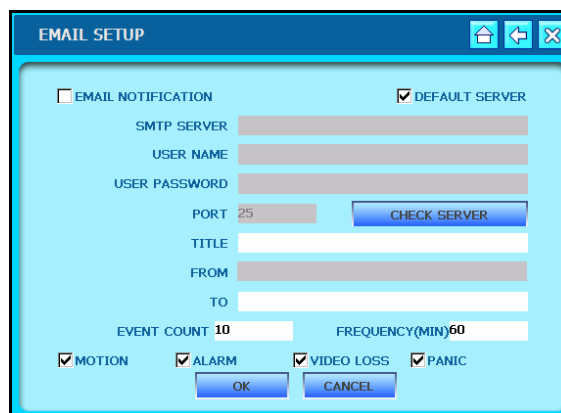 EMAIL SETUP
EMAIL NOTIFICATION DEFAULT SERVER
SMTP SERVER
USER NAME
USER PASSWORD
PORT 25 CHECK SERVER
TITLE
FROM
TO
EVENT COUNT 10 FREQUENCY(MIN) 60
MOTION ALARM VIDEO LOSS PANIC
OK CANCEL